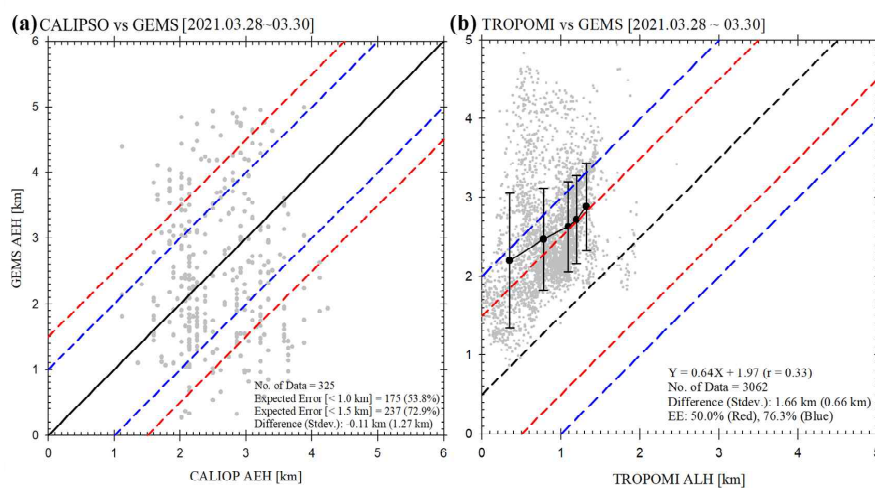 (a) CALIPSO vs GEMS [2021.03.28~03.30]
6
5
4
3
2
1
0
GEMS AEH [km]
No. of Data = 325
Expected Error [< 1.0 km] = 175 (53.8%)
Expected Error [< 1.5 km] = 237 (72.9%)
Difference (Stdev.): -0.11 km (1.27 km)
0 1 2 3 4 5 6
CALIOP AEH [km]
(b) TROPOMI vs GEMS [2021.03.28 ~ 03.30]
5
4
3
2
1
0
Y = 0.64X + 1.97 (r = 0.33)
No. of Data = 3062
Difference (Stdev.): 1.66 km (0.66 km)
EE: 50.0% (Red), 76.3% (Blue)
0 1 2 3 4 5
TROPOMI ALH [km]